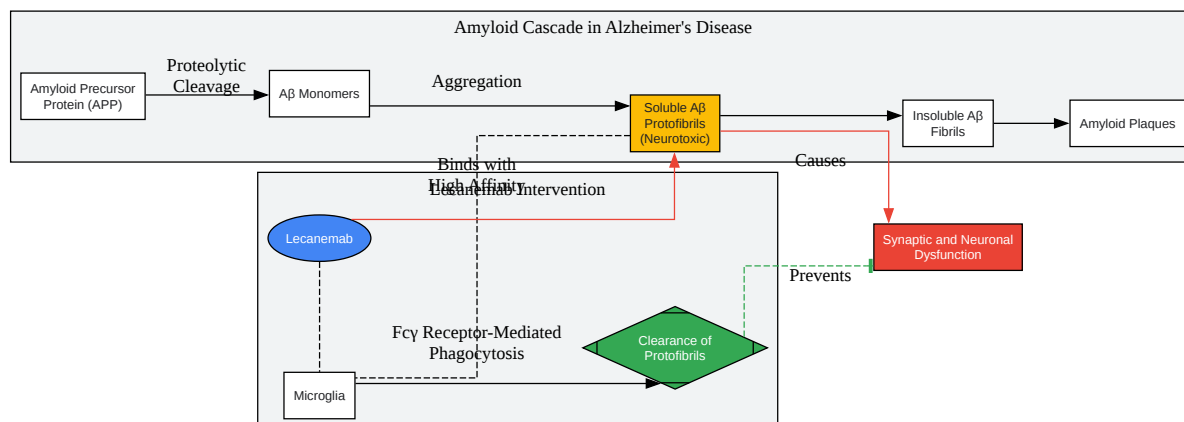 Amyloid Cascade in Alzheimer's Disease
Proteolytic
Cleavage
Aggregation
Amyloid Precursor
Protein (APP)
Aβ Monomers
Soluble Aβ
Protofibrils
(Neurotoxic)
Insoluble Aβ
Fibrils
Amyloid Plaques
Causes
Binds with
High Affinity
Lecanemab Intervention
Lecanemab
Synaptic and Neuronal
Dysfunction
Prevents
Fcγ Receptor-Mediated
Phagocytosis
Clearance of
Protofibrils
Microglia